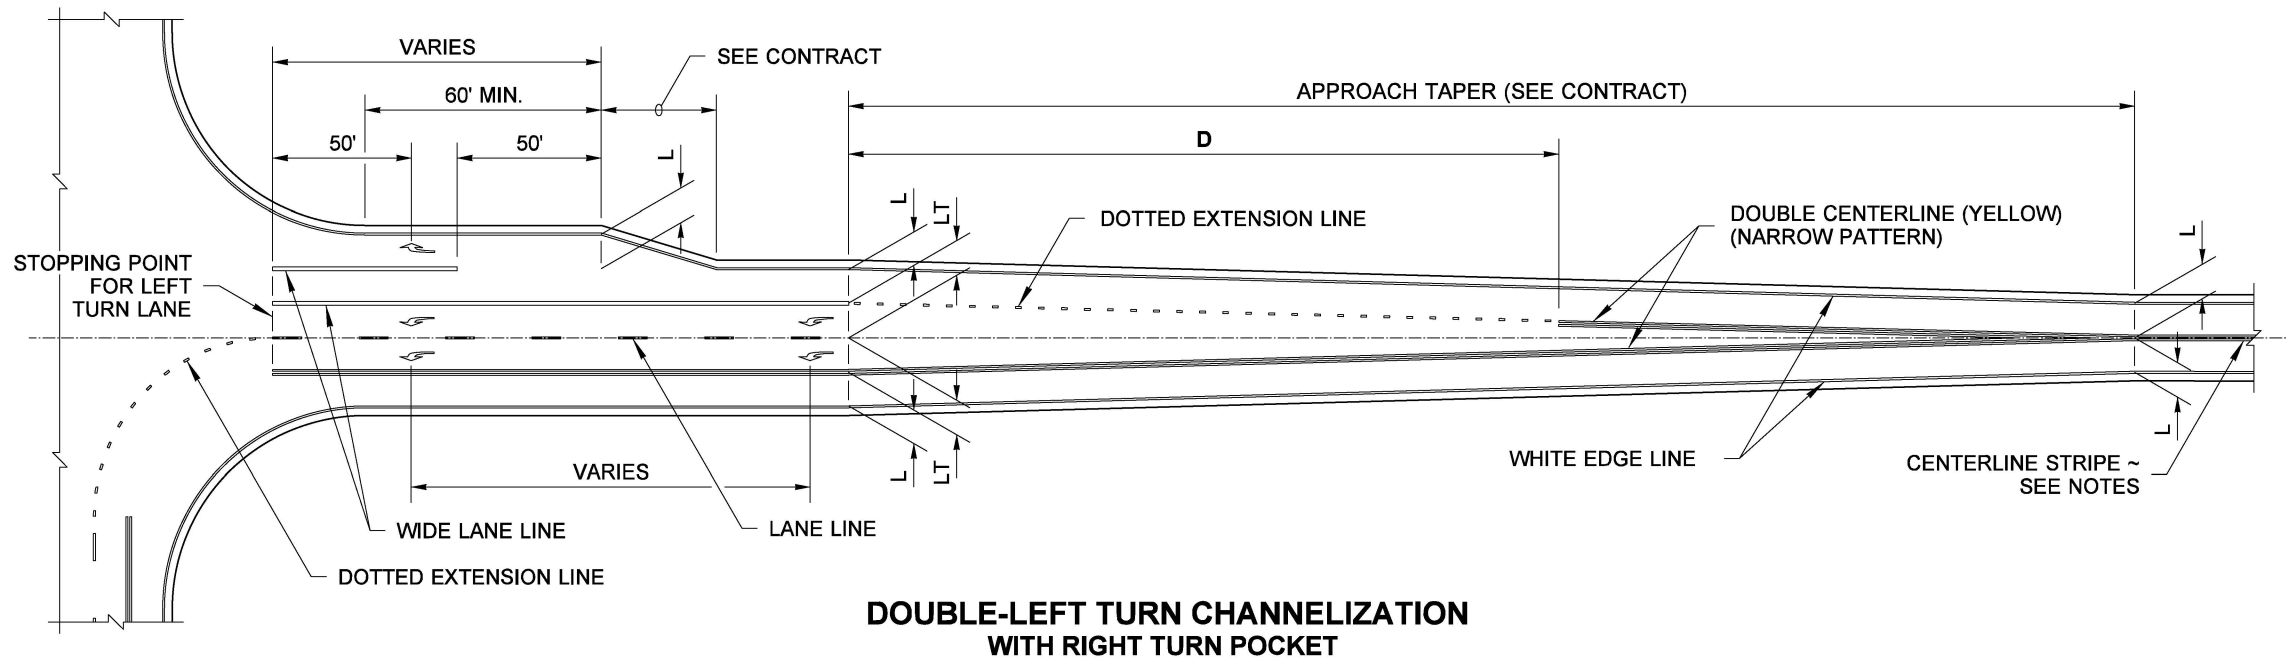 VARIES
SEE CONTRACT
60' MIN.
APPROACH TAPER (SEE CONTRACT)
50'
50'
D
L
L
LT
DOTTED EXTENSION LINE
DOUBLE CENTERLINE (YELLOW)
(NARROW PATTERN)
L
STOPPING POINT
FOR LEFT
TURN LANE
L
LT
L
VARIES
WHITE EDGE LINE
CENTERLINE STRIPE ~
SEE NOTES
WIDE LANE LINE
LANE LINE
DOTTED EXTENSION LINE
DOUBLE-LEFT TURN CHANNELIZATION
WITH RIGHT TURN POCKET